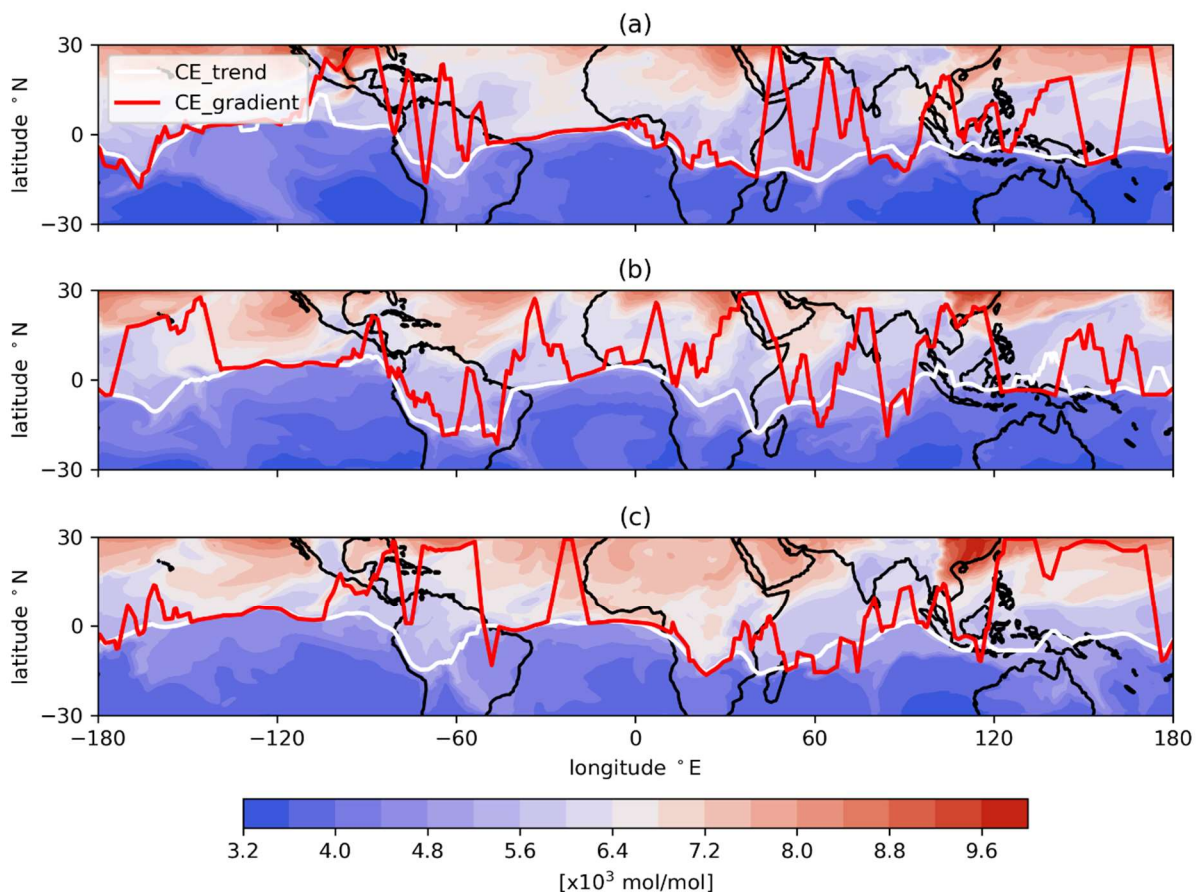 (a)
30
0
−30
latitude °N
CE_trend
CE_gradient
(b)
30
0
−30
latitude °N
(c)
30
0
−30
latitude °N
−180 −120 −60 0 60 120 180
longitude °E
3.2 4.0 4.8 5.6 6.4 7.2 8.0 8.8 9.6
[x10³ mol/mol]